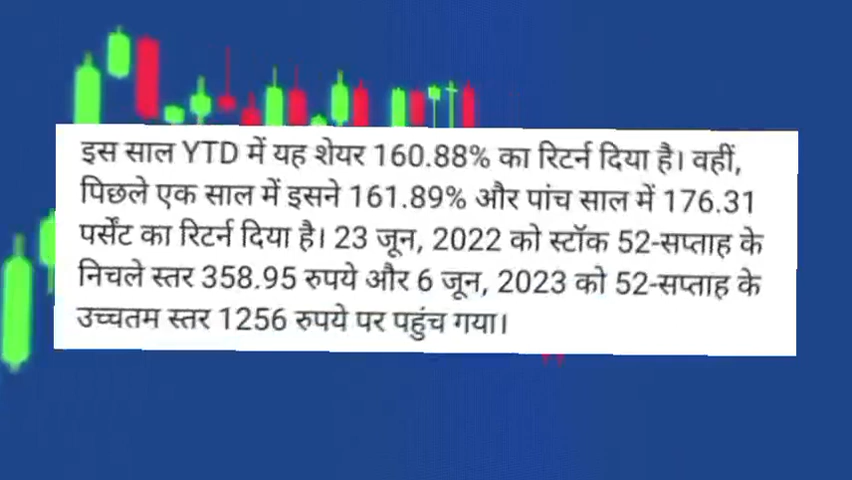 इस साल YTD में यह शेयर 160.88% का रिटर्न दिया है। वहीं,
पिछले एक साल में इसने 161.89% और पांच साल में 176.31
पर्सेंट का रिटर्न दिया है। 23 जून, 2022 को स्टॉक 52-सप्ताह के
निचले स्तर 358.95 रुपये और 6 जून, 2023 को 52-सप्ताह के
उच्चतम स्तर 1256 रुपये पर पहुंच गया।